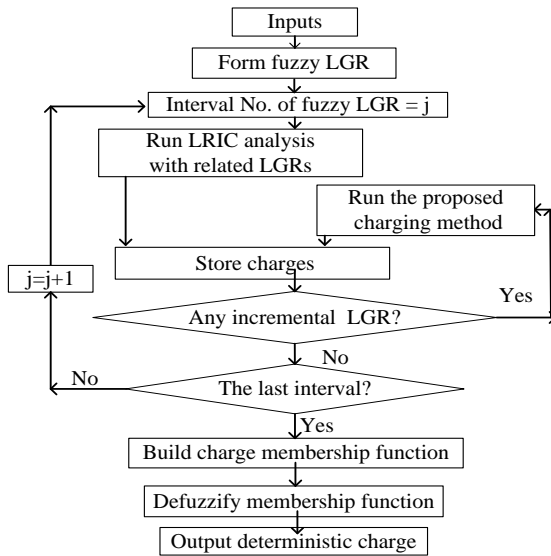 Inputs
Form fuzzy LGR
Interval No. of fuzzy LGR = j
Run LRIC analysis
with related LGRs
Run the proposed
charging method
Store charges
j=j+1
Yes
Any incremental LGR?
No
No
The last interval?
Yes
Build charge membership function
Defuzzify membership function
Output deterministic charge